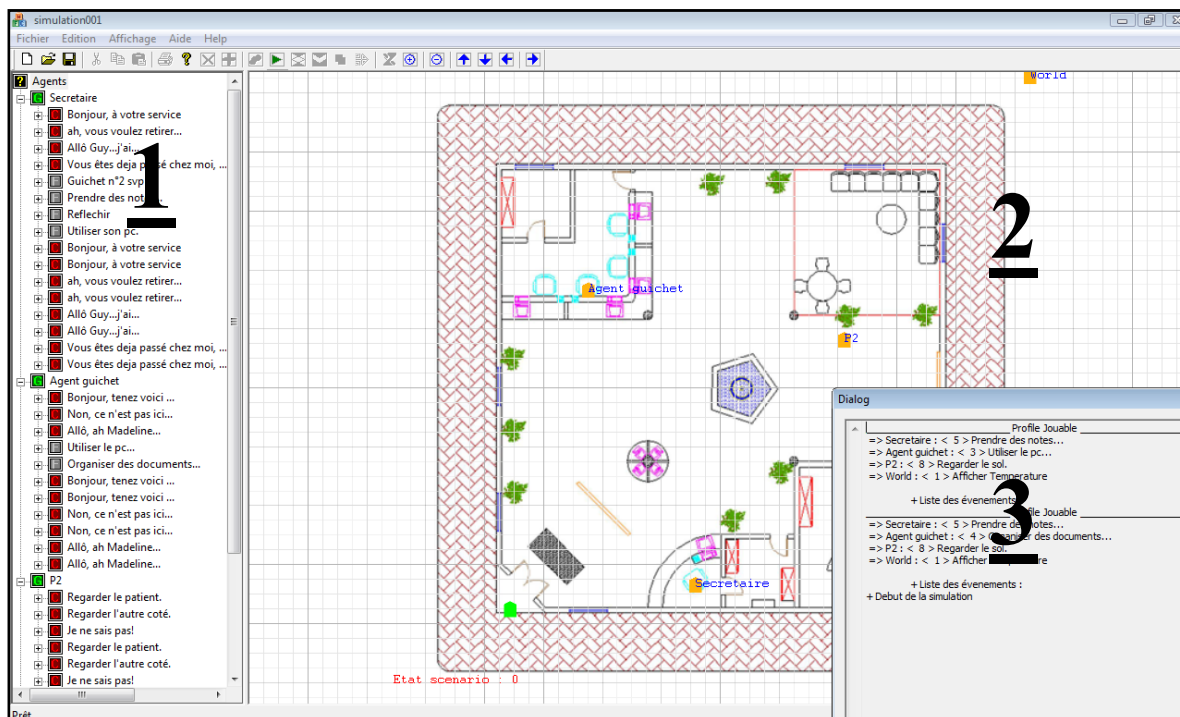 simulation001
Fichier Edition Affichage Aide Help
Agents
Secretaire
Bonjour, à votre service
ah, vous voulez retirer...
Allô Guy...j'ai...
Vous êtes deja passé chez moi, ...
Guichet n°2 svp
Prendre des notes...
Reflechir
Utiliser son pc.
Bonjour, à votre service
Bonjour, à votre service
ah, vous voulez retirer...
ah, vous voulez retirer...
Allô Guy...j'ai...
Allô Guy...j'ai...
Vous êtes deja passé chez moi, ...
Vous êtes deja passé chez moi, ...
Agent guichet
Bonjour, tenez voici ...
Non, ce n'est pas ici...
Allô, ah Madeline...
Utiliser le pc...
Organiser des documents...
Bonjour, tenez voici ...
Bonjour, tenez voici ...
Non, ce n'est pas ici...
Non, ce n'est pas ici...
Allô, ah Madeline...
Allô, ah Madeline...
P2
Regarder le patient.
Regarder l'autre coté.
Je ne sais pas!
Regarder le patient.
Regarder l'autre coté.
Je ne sais pas!
Prêt
1
World
2
Agent guichet
P2
Secretaire
Etat scenario : 0
Dialog
Profile Jouable
=> Secretaire : < 5 > Prendre des notes...
=> Agent guichet : < 3 > Utiliser le pc...
=> P2 : < 8 > Regarder le sol.
=> World : < 1 > Afficher Temperature
+ Liste des évenements
Profile Jouable
=> Secretaire : < 5 > Prendre des notes...
=> Agent guichet : < 4 > Organiser des documents...
=> P2 : < 8 > Regarder le sol.
=> World : < 1 > Afficher Temperature
+ Liste des évenements :
+ Debut de la simulation
3